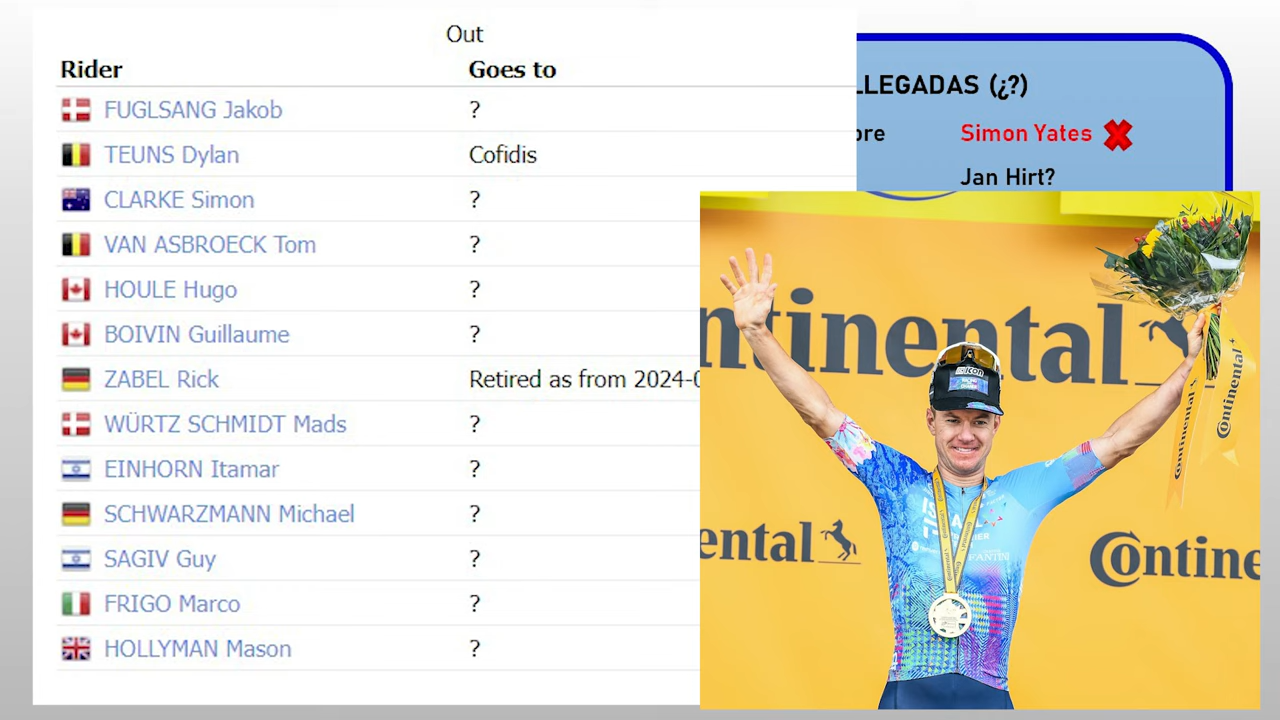 Out
Rider Goes to
FUGLSANG Jakob ?
TEUNS Dylan Cofidis
CLARKE Simon ?
VAN ASBROECK Tom ?
HOULE Hugo ?
BOIVIN Guillaume ?
ZABEL Rick Retired as from 2024-0
WÜRTZ SCHMIDT Mads ?
EINHORN Itamar ?
SCHWARZMANN Michael ?
SAGIV Guy ?
FRIGO Marco ?
HOLLYMAN Mason ?
LLEGADAS (¿?)
ore Simon Yates
Jan Hirt?
ntinental
Continental
Continental
ental
Contine